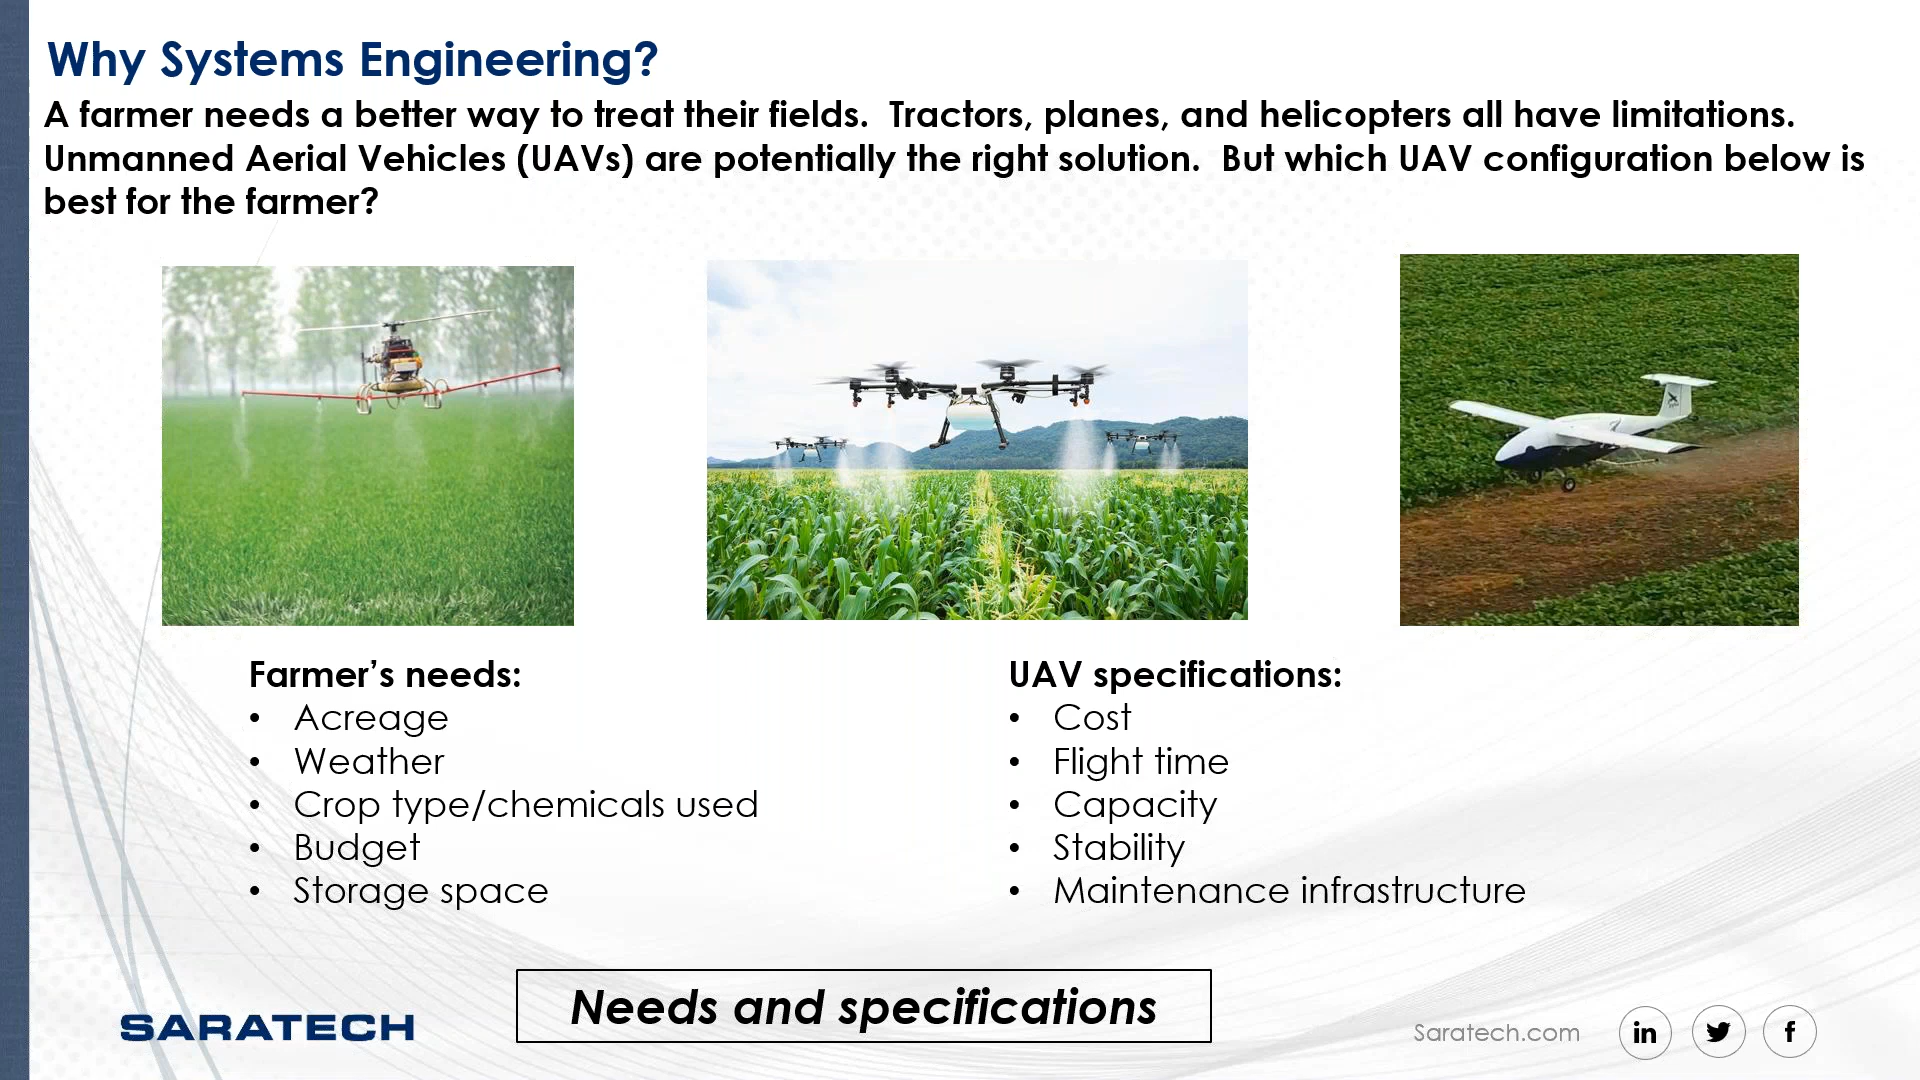 Why Systems Engineering?
A farmer needs a better way to treat their fields.  Tractors, planes, and helicopters all have limitations.
Unmanned Aerial Vehicles (UAVs) are potentially the right solution.  But which UAV configuration below is
best for the farmer?
Farmer’s needs:
• Acreage
• Weather
• Crop type/chemicals used
• Budget
• Storage space
UAV specifications:
• Cost
• Flight time
• Capacity
• Stability
• Maintenance infrastructure
Needs and specifications
SARATECH
Saratech.com
in
f